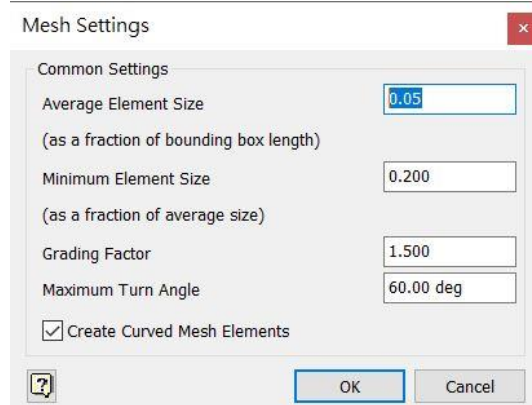 Mesh Settings
Common Settings
Average Element Size 0.05
(as a fraction of bounding box length)
Minimum Element Size 0.200
(as a fraction of average size)
Grading Factor 1.500
Maximum Turn Angle 60.00 deg
Create Curved Mesh Elements
OK Cancel